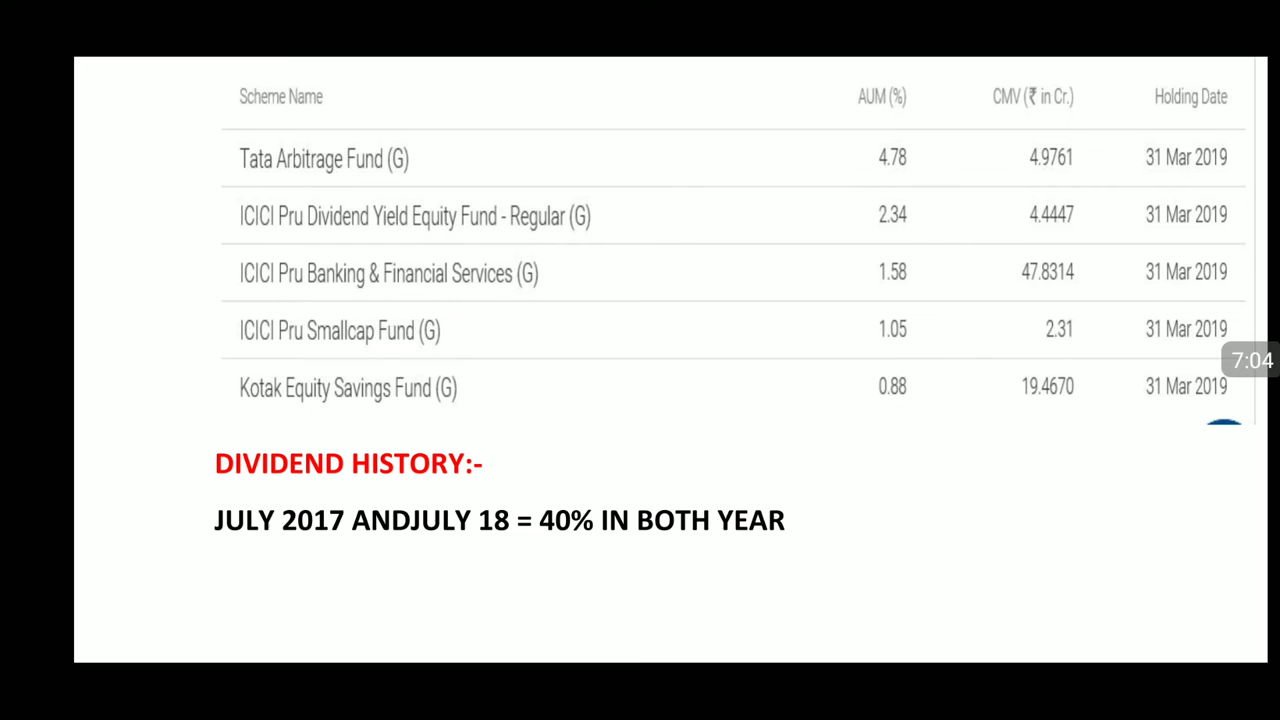 Scheme Name AUM (%) CMV (₹ in Cr.) Holding Date
Tata Arbitrage Fund (G) 4.78 4.9761 31 Mar 2019
ICICI Pru Dividend Yield Equity Fund - Regular (G) 2.34 4.4447 31 Mar 2019
ICICI Pru Banking & Financial Services (G) 1.58 47.8314 31 Mar 2019
ICICI Pru Smallcap Fund (G) 1.05 2.31 31 Mar 2019
7:04
Kotak Equity Savings Fund (G) 0.88 19.4670 31 Mar 2019
DIVIDEND HISTORY:-
JULY 2017 ANDJULY 18 = 40% IN BOTH YEAR